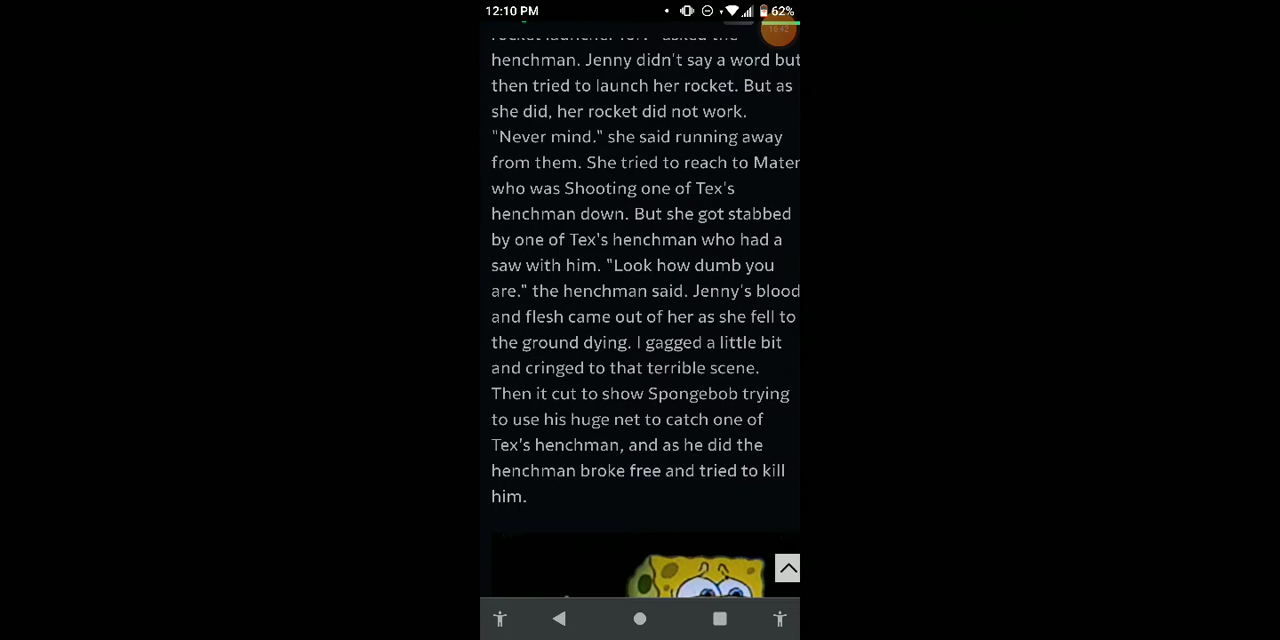 12:10 PM
62%
16:42
henchman. Jenny didn't say a word but
then tried to launch her rocket. But as
she did, her rocket did not work.
"Never mind." she said running away
from them. She tried to reach to Mater
who was Shooting one of Tex's
henchman down. But she got stabbed
by one of Tex's henchman who had a
saw with him. "Look how dumb you
are." the henchman said. Jenny's blood
and flesh came out of her as she fell to
the ground dying. I gagged a little bit
and cringed to that terrible scene.
Then it cut to show Spongebob trying
to use his huge net to catch one of
Tex's henchman, and as he did the
henchman broke free and tried to kill
him.